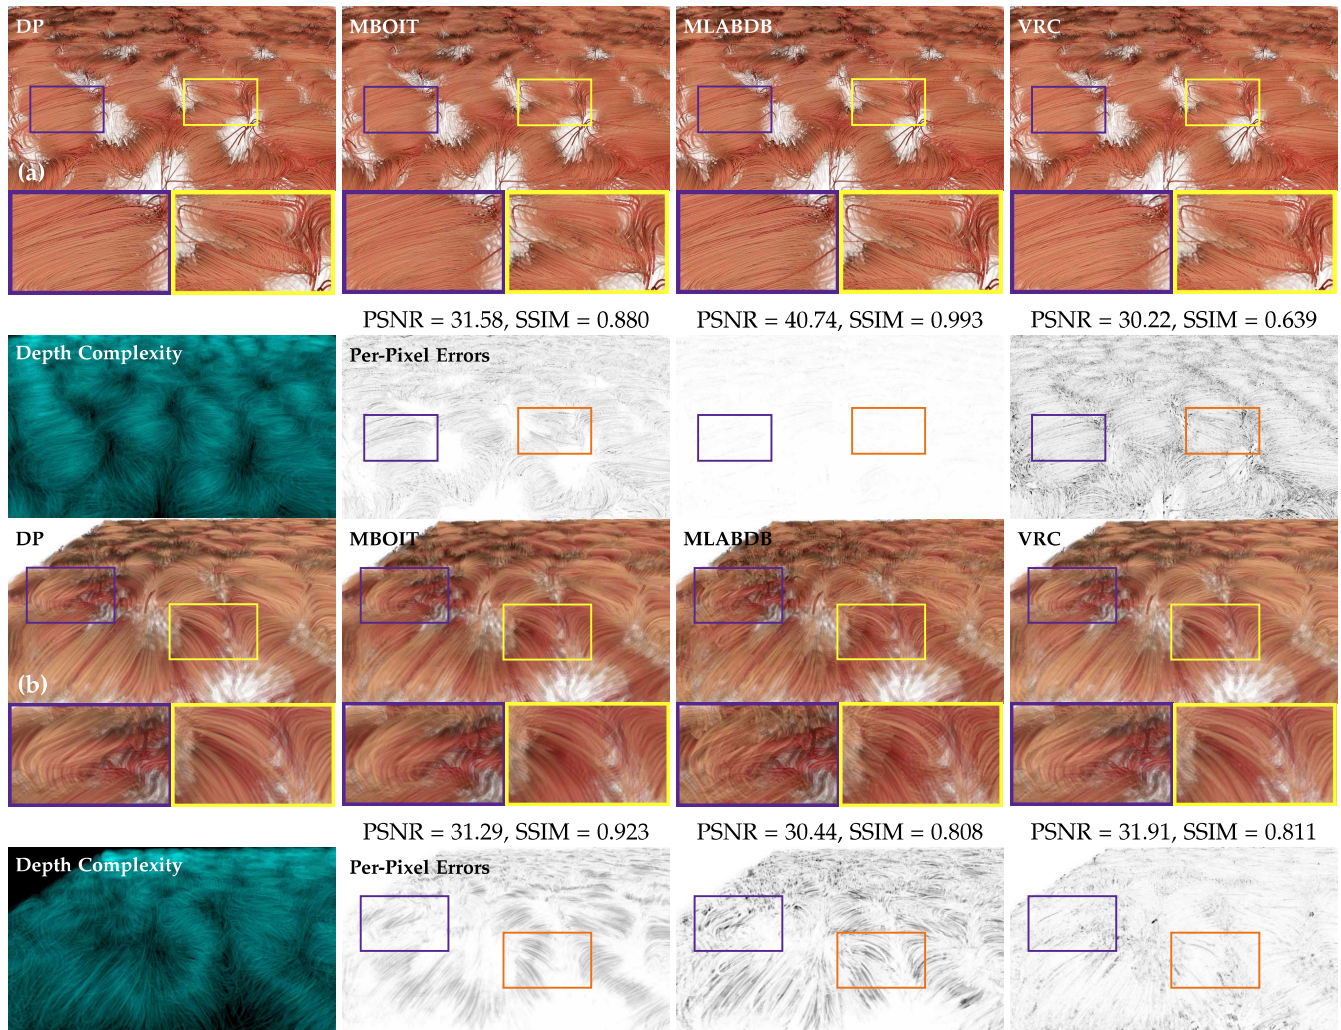 DP MBOIT MLABDB VRC
(a)
PSNR = 31.58, SSIM = 0.880 PSNR = 40.74, SSIM = 0.993 PSNR = 30.22, SSIM = 0.639
Depth Complexity Per-Pixel Errors
DP MBOIT MLABDB VRC
(b)
PSNR = 31.29, SSIM = 0.923 PSNR = 30.44, SSIM = 0.808 PSNR = 31.91, SSIM = 0.811
Depth Complexity Per-Pixel Errors